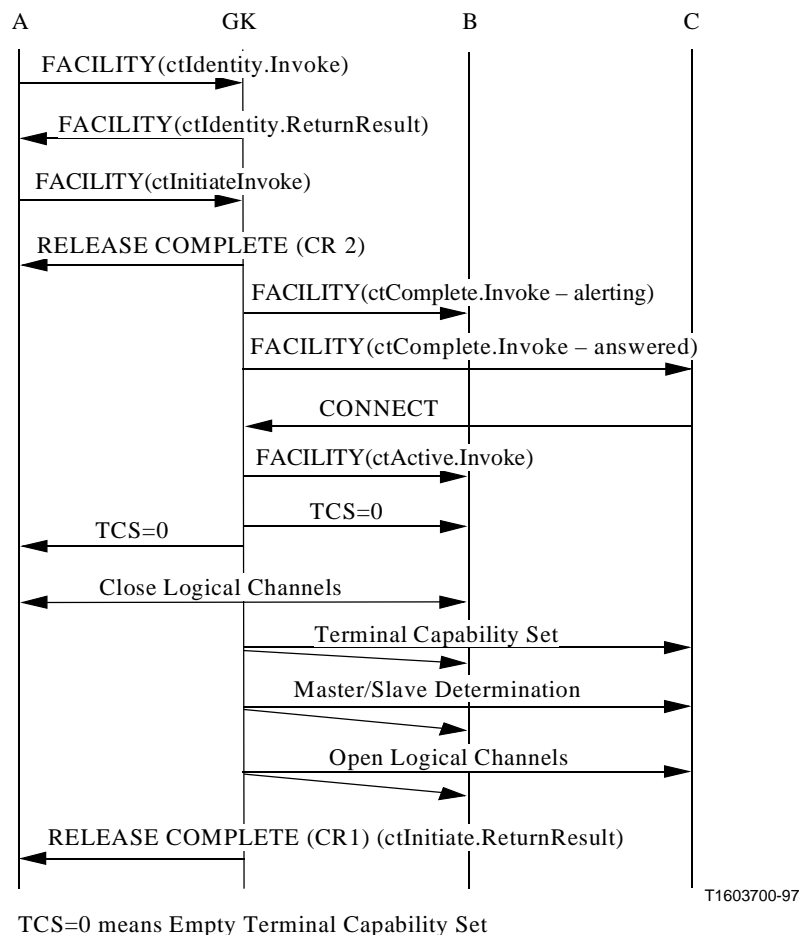 A GK B C
FACILITY(ctIdentity.Invoke)
FACILITY(ctIdentity.ReturnResult)
FACILITY(ctInitiateInvoke)
RELEASE COMPLETE (CR 2)
FACILITY(ctComplete.Invoke – alerting)
FACILITY(ctComplete.Invoke – answered)
CONNECT
FACILITY(ctActive.Invoke)
TCS=0
TCS=0
Close Logical Channels
Terminal Capability Set
Master/Slave Determination
Open Logical Channels
RELEASE COMPLETE (CR1) (ctInitiate.ReturnResult)
T1603700-97
TCS=0 means Empty Terminal Capability Set